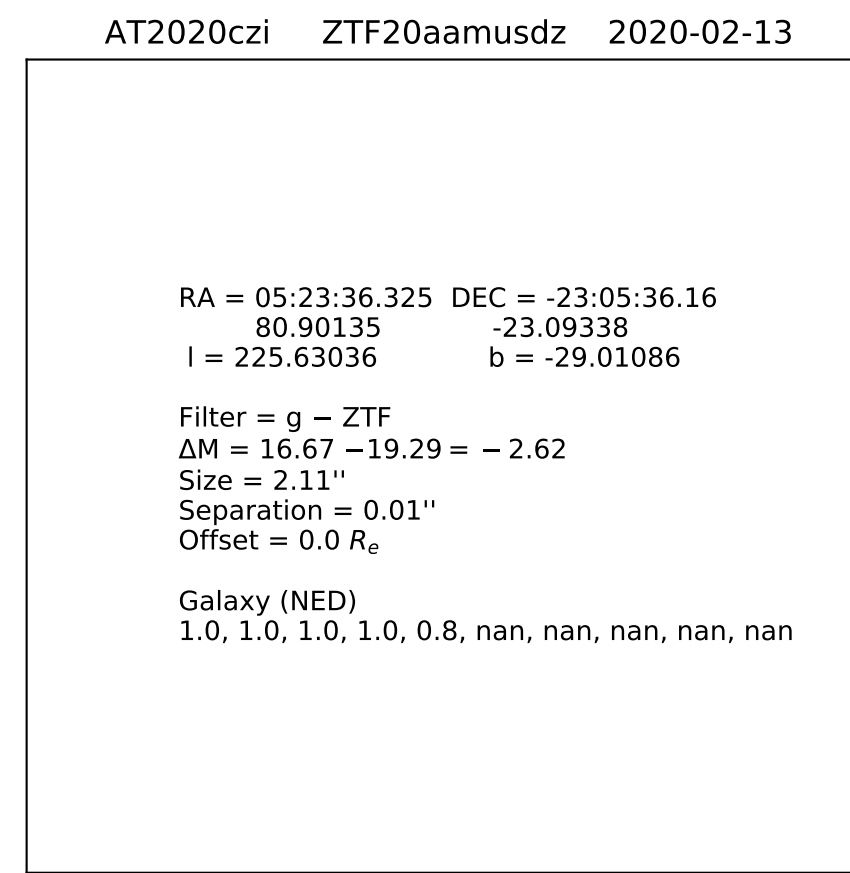 AT2020czi ZTF20aamusdz 2020-02-13
RA = 05:23:36.325 DEC = -23:05:36.16
80.90135 -23.09338
l = 225.63036 b = -29.01086
Filter = g − ZTF
ΔM = 16.67 −19.29 = − 2.62
Size = 2.11''
Separation = 0.01''
Offset = 0.0 Rₑ
Galaxy (NED)
1.0, 1.0, 1.0, 1.0, 0.8, nan, nan, nan, nan, nan